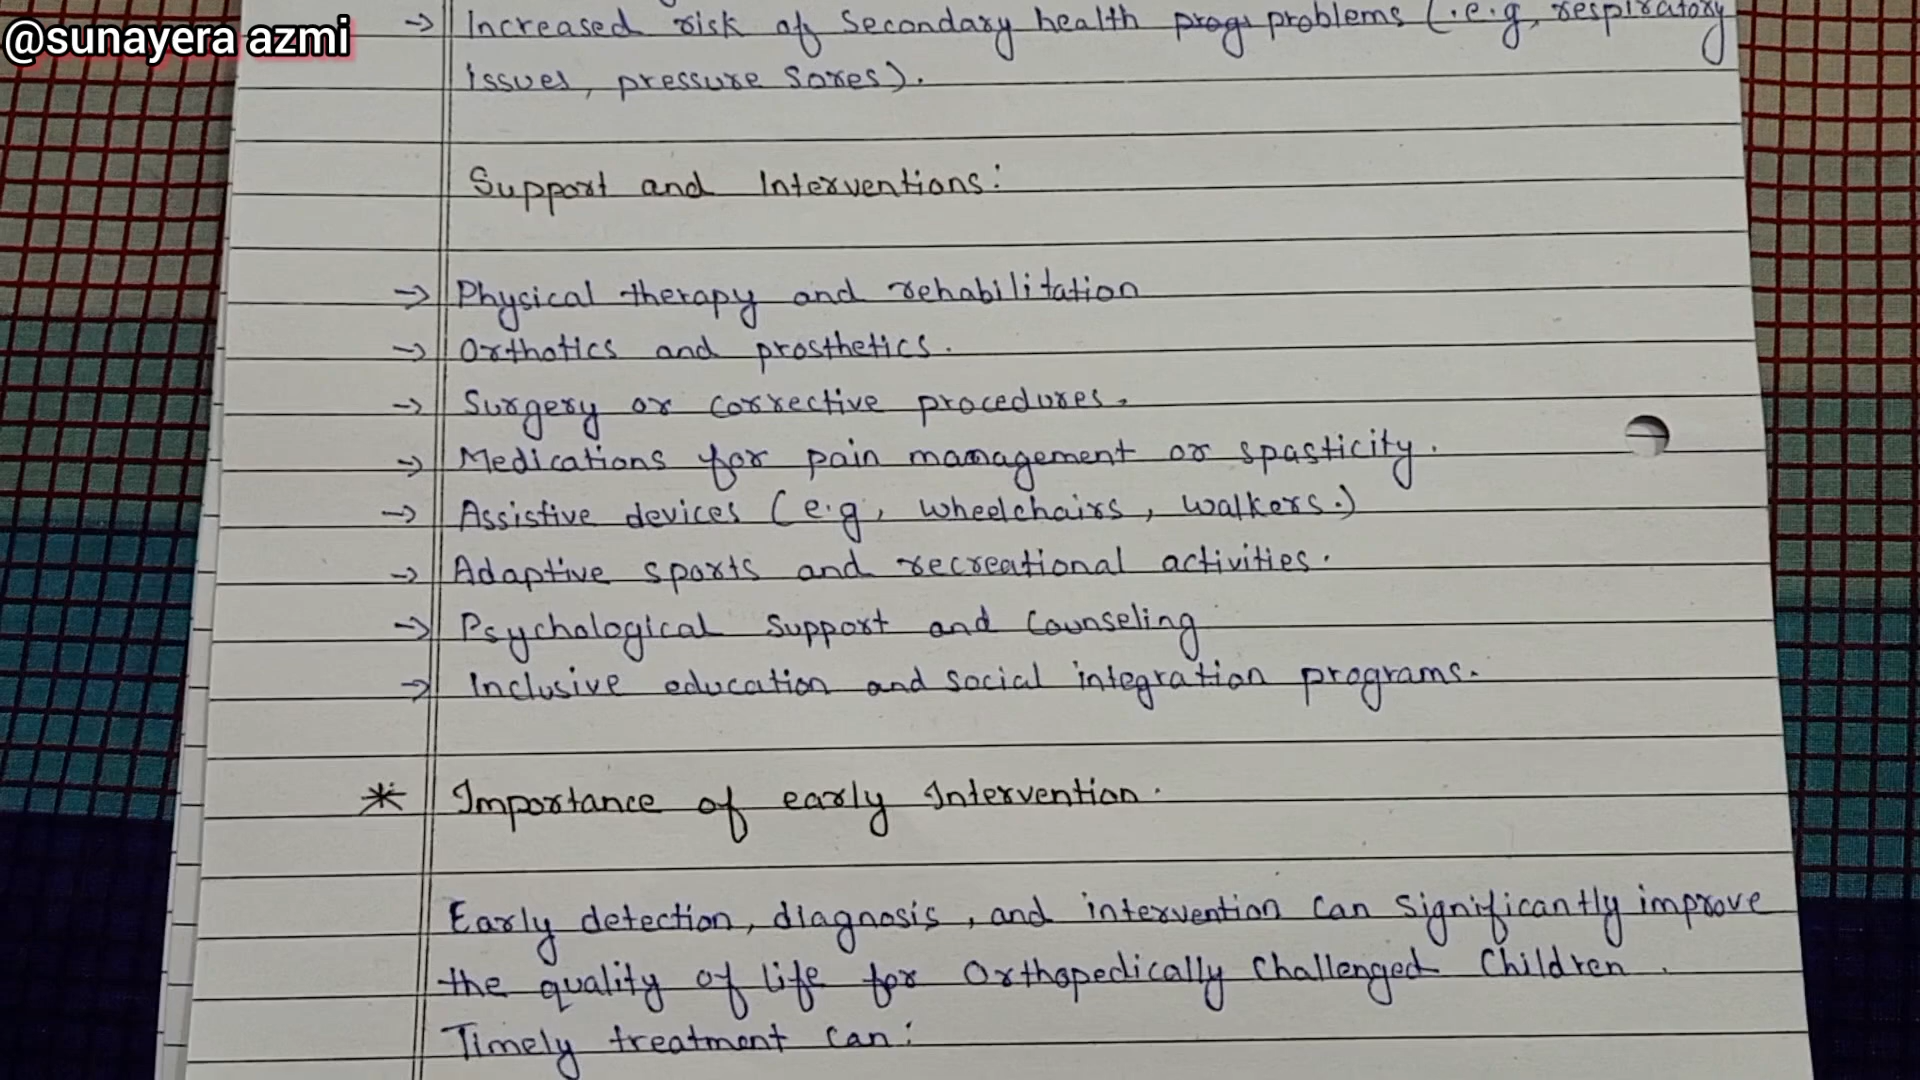 @sunayera azmi
→ Increased risk of Secondary health progr problems (i.e.g, respiratory
issues, pressure sores).
Support and Interventions:
→ Physical therapy and rehabilitation
→ Orthotics and prosthetics.
→ Surgery or corrective procedures.
→ Medications for pain management or spasticity.
→ Assistive devices (e.g, wheelchairs, walkers.)
→ Adaptive sports and recreational activities.
→ Psychological support and Counseling
→ Inclusive education and social integration programs.
* Importance of early Intervention.
Early detection, diagnosis, and intervention can significantly improve
the quality of life for Orthopedically Challenged Children.
Timely treatment can: